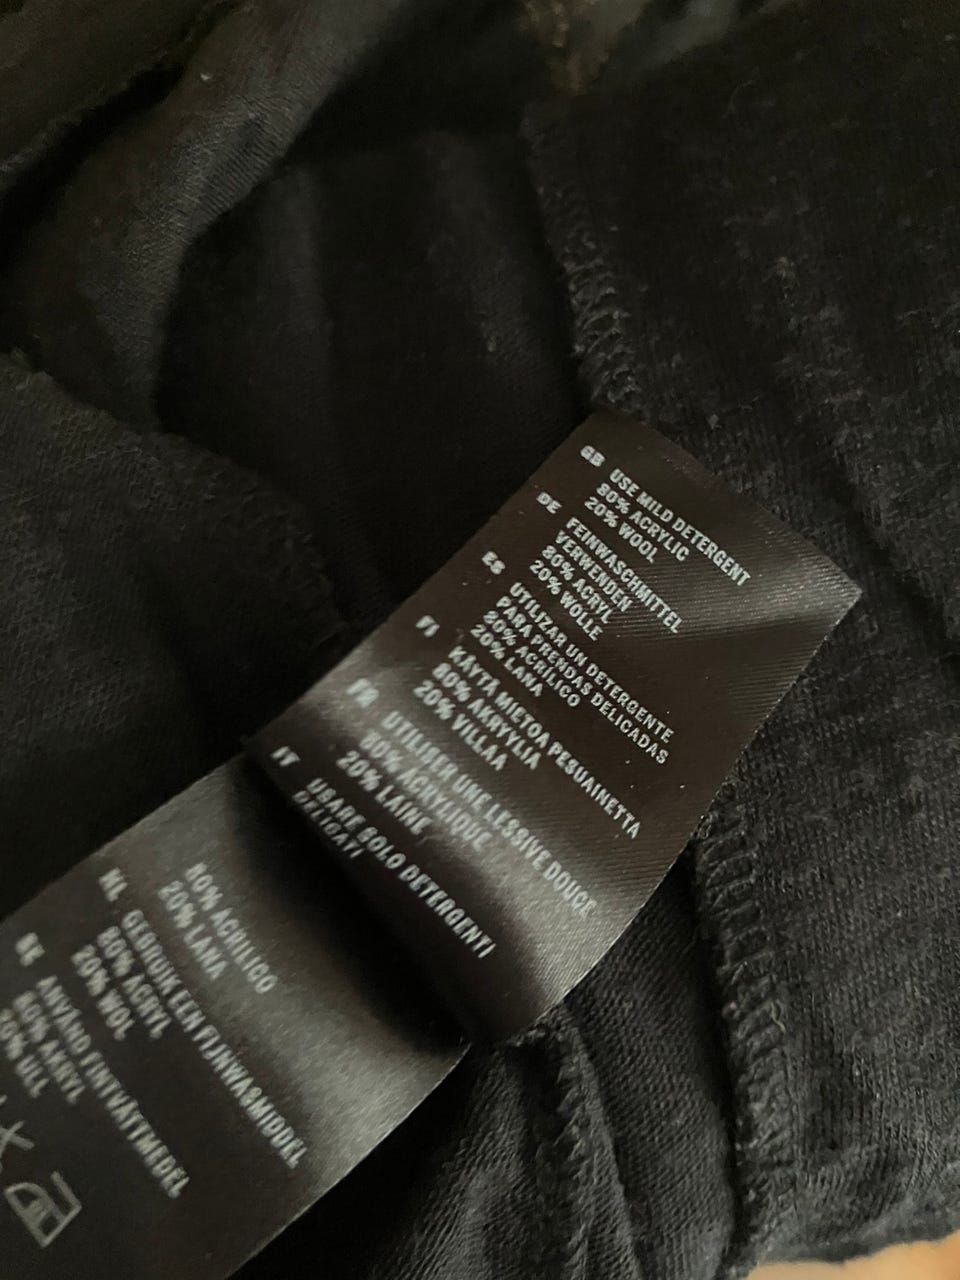 GB USE MILD DETERGENT
80% ACRYLIC
20% WOOL
DE FEINWASCHMITTEL
VERWENDEN
80% ACRYL
20% WOLLE
ES UTILIZAR UN DETERGENTE
PARA PRENDAS DELICADAS
80% ACRÍLICO
20% LANA
FI KÄYTÄ MIETOA PESUAINETTA
80% AKRYYLIÄ
20% VILLAA
FR UTILISER UNE LESSIVE DOUCE
80% ACRYLIQUE
20% LAINE
IT USARE SOLO DETERGENTI
DELICATI
80% ACRILICO
20% LANA
NL GEBRUIK EEN FIJNWASMIDDEL
80% ACRYL
20% WOL
SE ANVÄND FINTVÄTTMEDEL
80% AKRYL
20% ULL